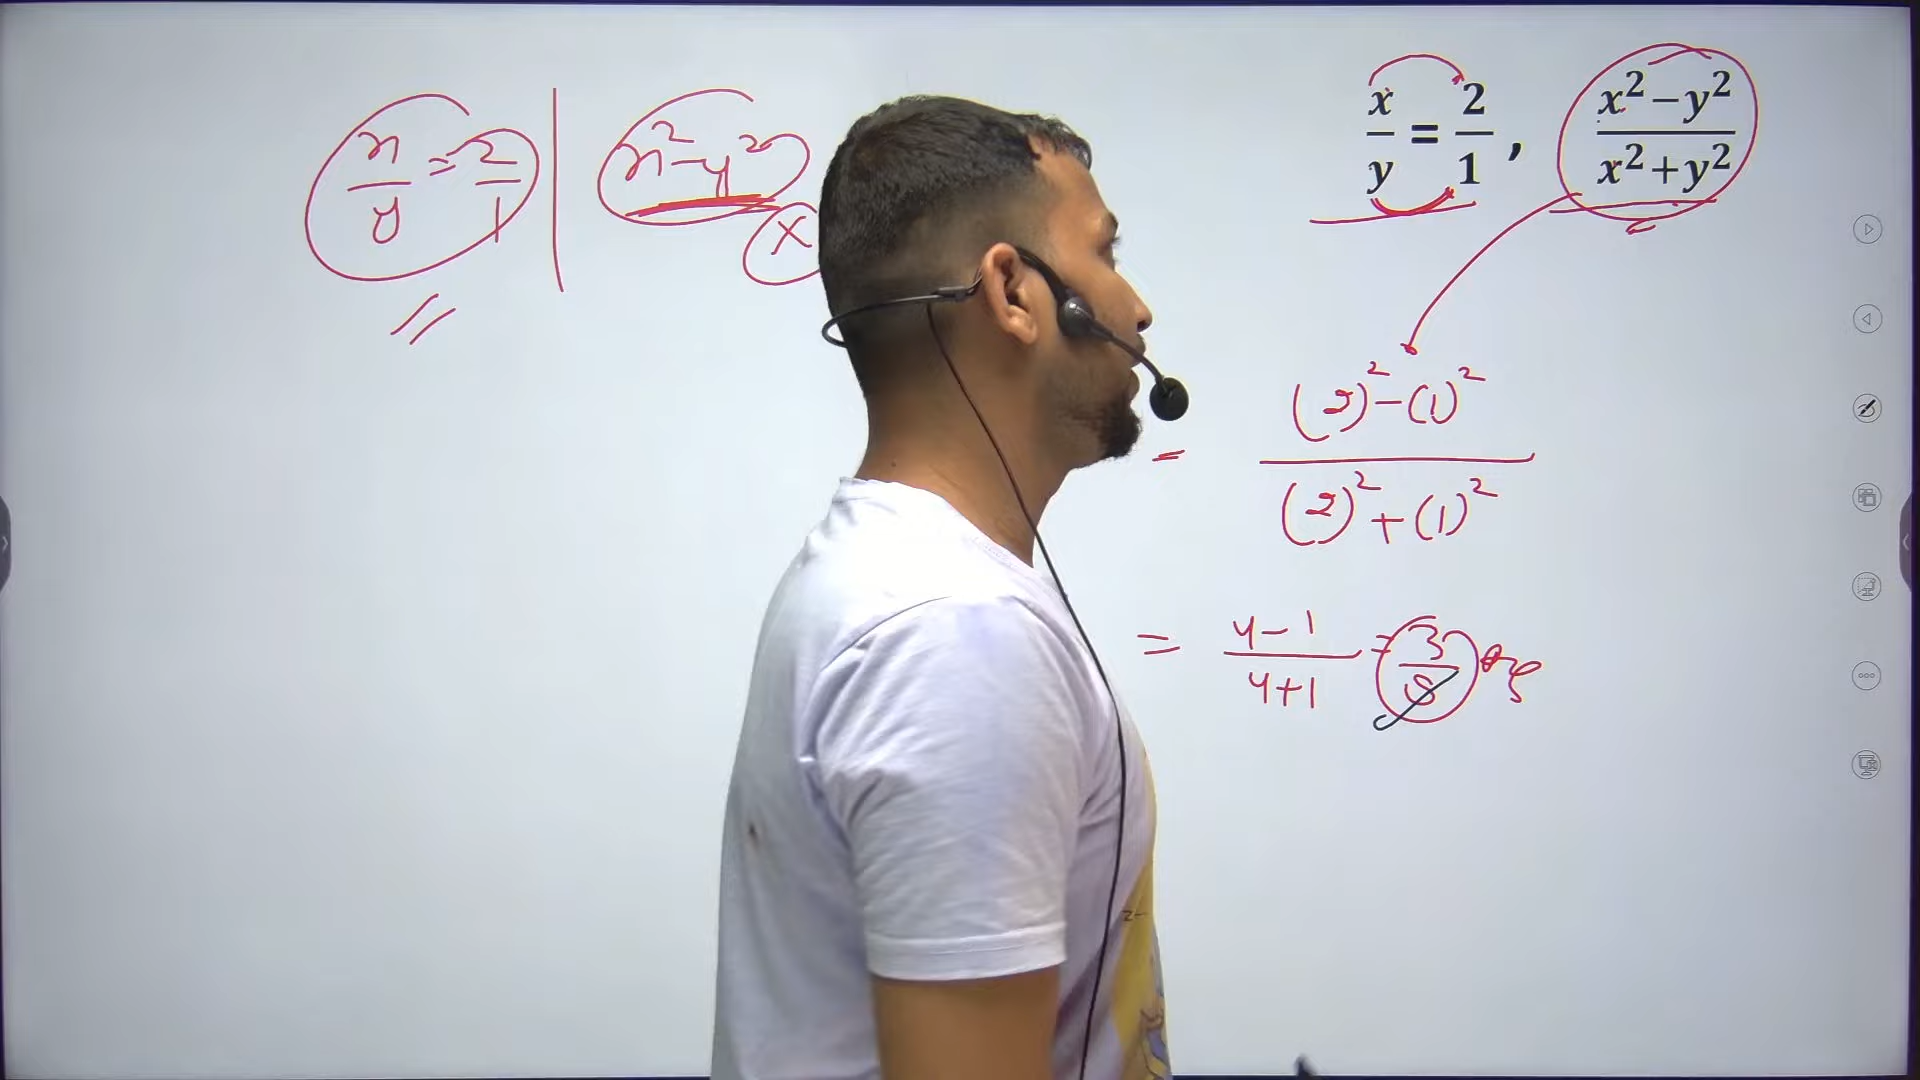 x/y = 2/1, (x² – y²)/(x² + y²)
x/y = 2/1 | x² – y²
x
= ((2)² – (1)²)/((2)² + (1)²)
= (4 – 1)/(4 + 1) = 3/5